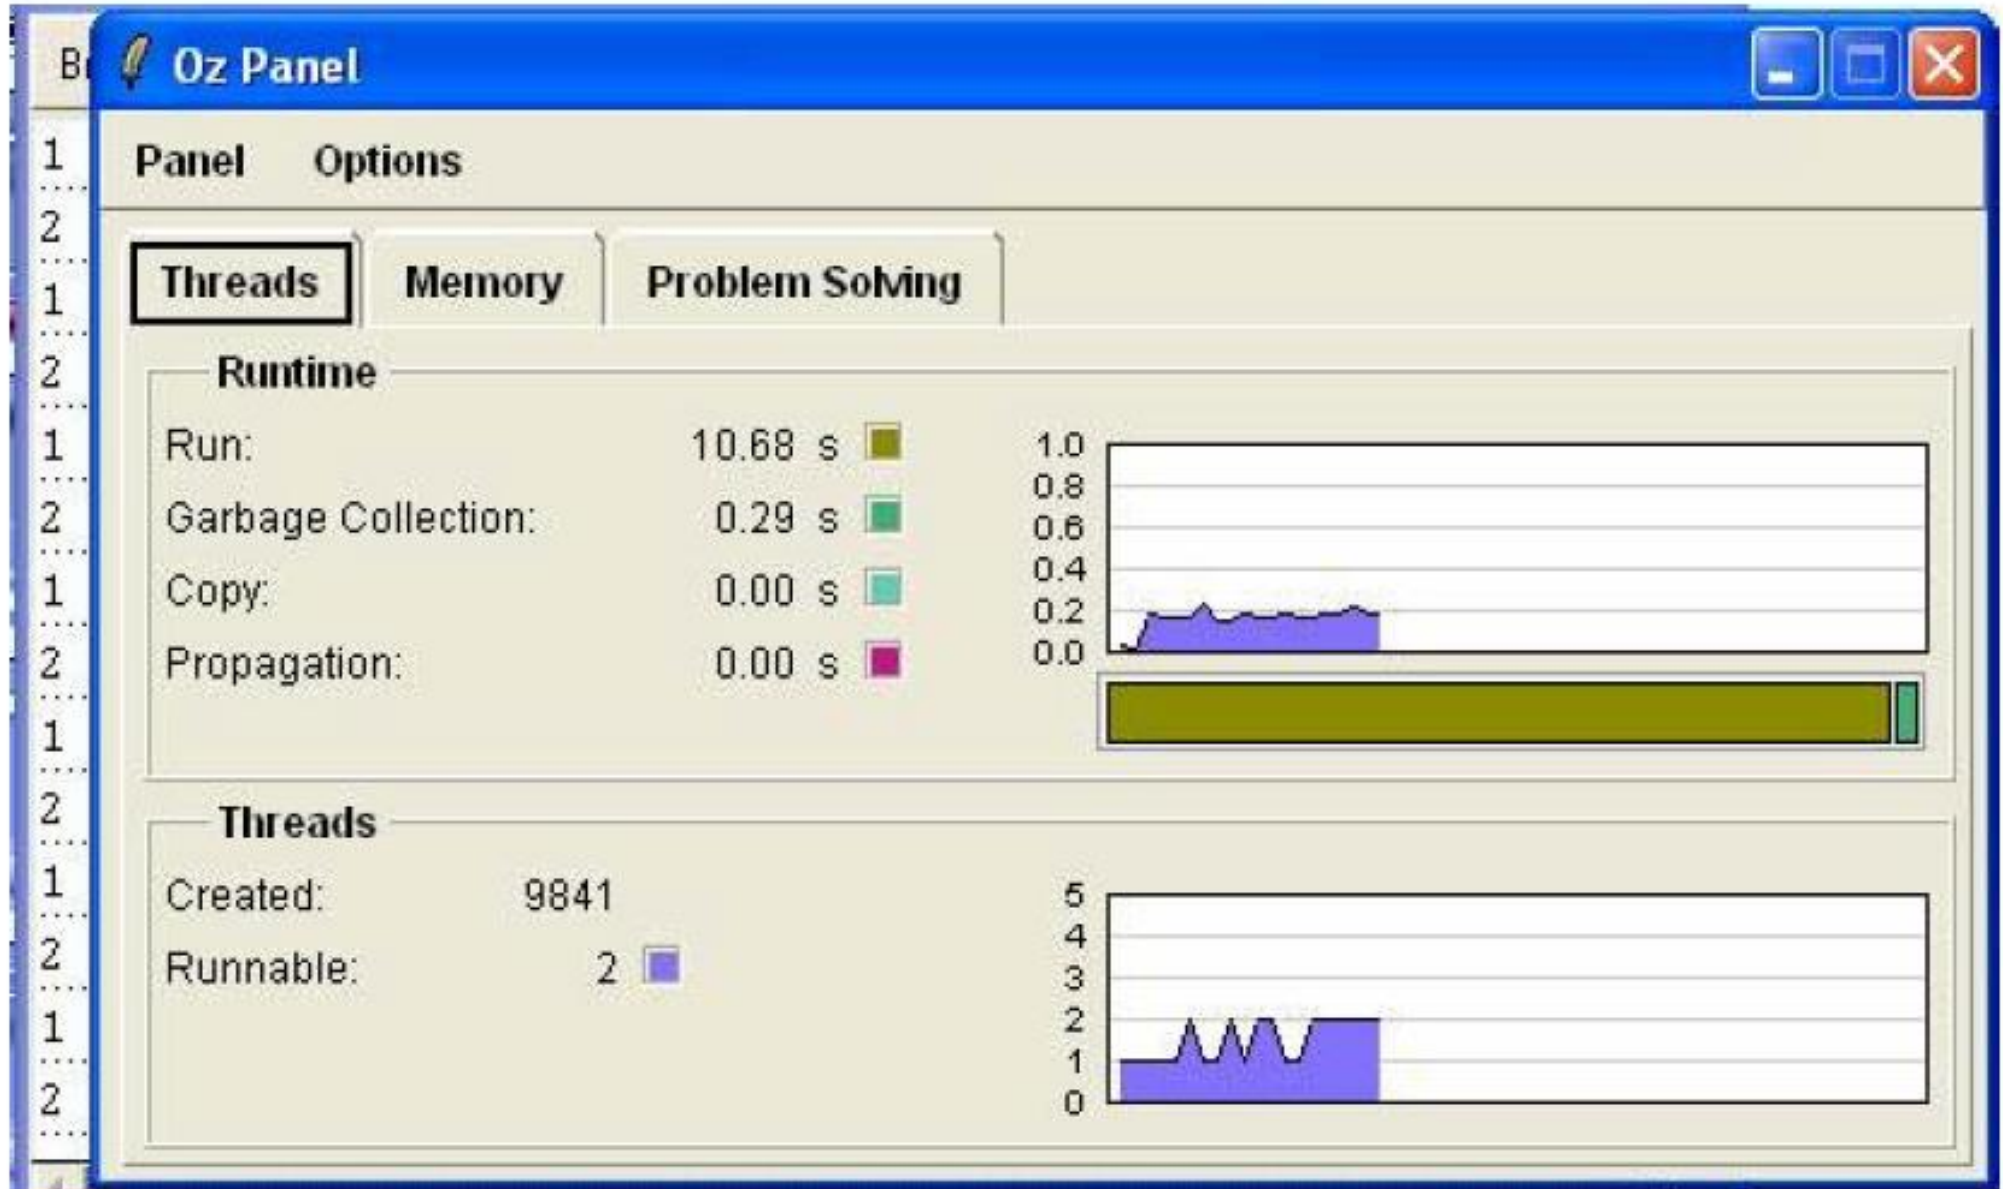 Oz Panel
Panel Options
Threads Memory Problem Solving
Runtime
Run: 10.68 s
Garbage Collection: 0.29 s
Copy: 0.00 s
Propagation: 0.00 s
1.0
0.8
0.6
0.4
0.2
0.0
Threads
Created: 9841
Runnable: 2
5
4
3
2
1
0
1
2
1
2
1
2
1
2
1
2
1
2
1
2